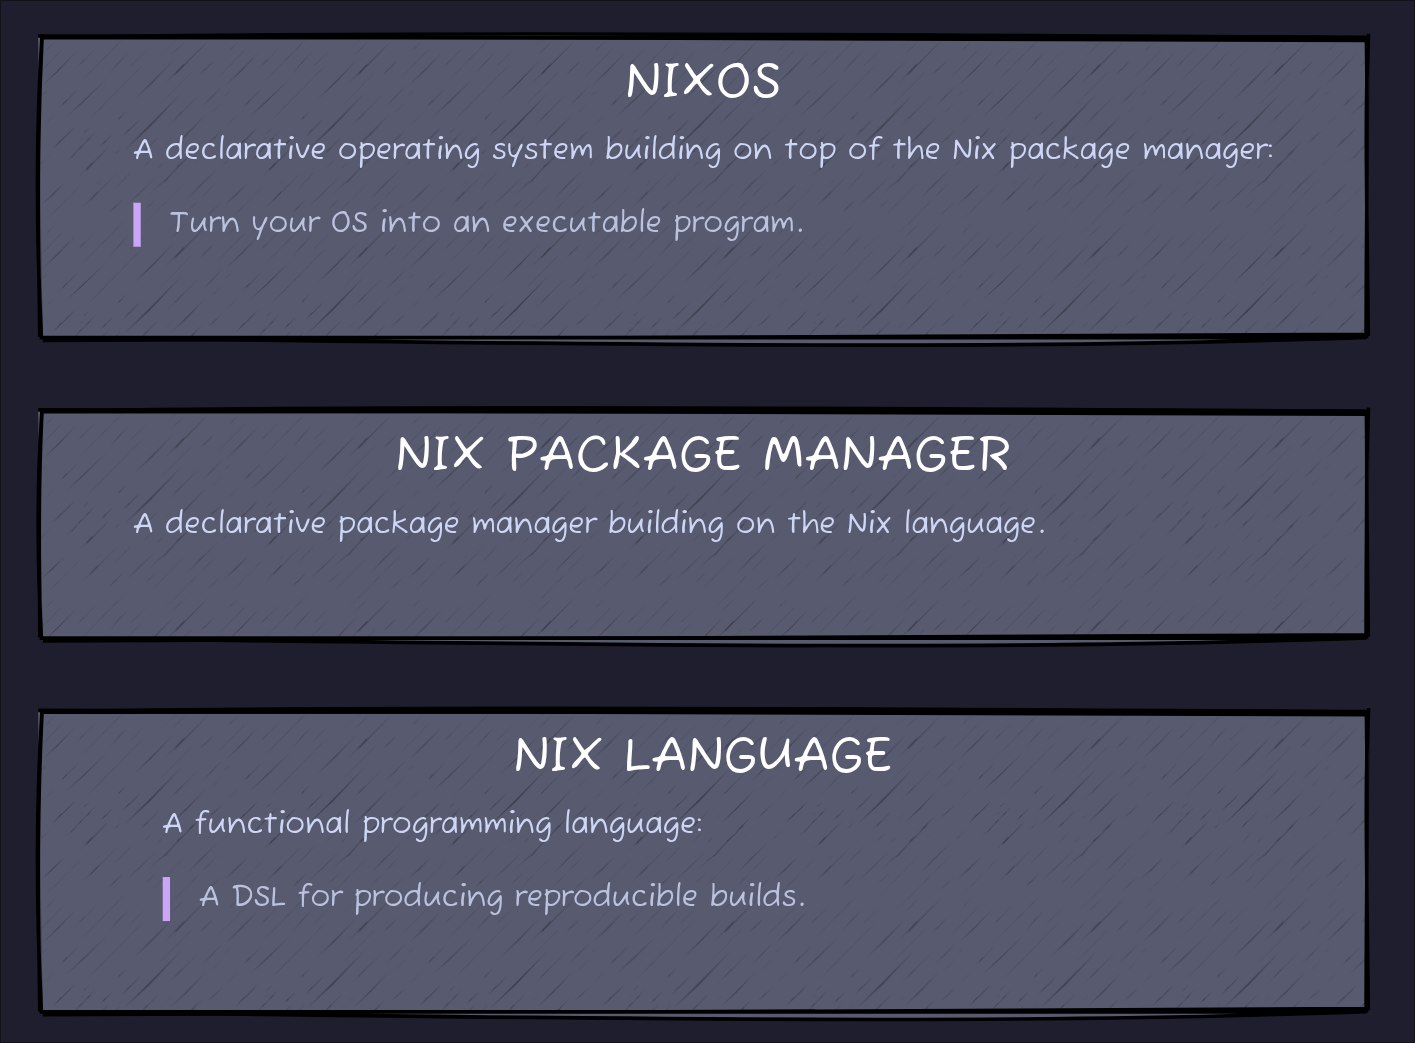 NIXOS
A declarative operating system building on top of the Nix package manager:
Turn your OS into an executable program.
NIX PACKAGE MANAGER
A declarative package manager building on the Nix language.
NIX LANGUAGE
A functional programming language:
A DSL for producing reproducible builds.